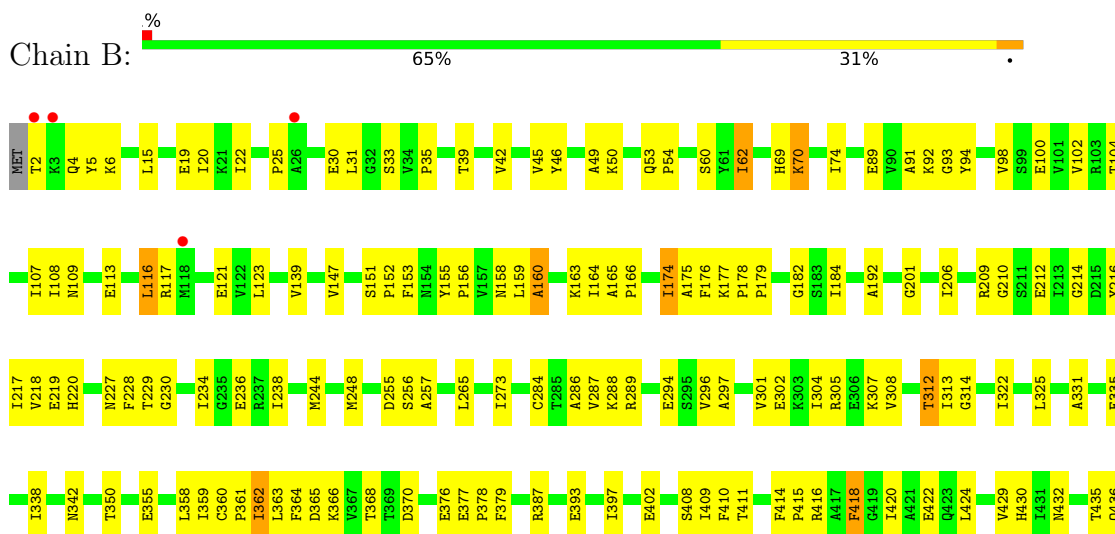 %
Chain B:
65% 31% •
MET T2 K3 Q4 Y5 K6 L15 E19 I20 K21 I22 P25 A26 E30 L31 G32 S33 V34 P35 T39 V42 V45 Y46 A49 K50 Q53 P54 S60 Y61 I62 H69 K70 I74 E89 V90 A91 K92 G93 Y94 V98 S99 E100 V101 V102 R103 T104
I107 I108 N109 E113 L116 R117 M118 E121 V122 L123 V139 V147 S151 P152 F153 N154 Y155 P156 V157 N158 L159 A160 K163 I164 A165 P166 I174 A175 F176 K177 P178 P179 G182 S183 I184 A192 G201 I206 R209 G210 S211 E212 I213 G214 D215
I217 V218 E219 H220 N227 F228 T229 G230 I234 G235 E236 R237 I238 M244 M248 D255 S256 A257 L265 I273 C284 T285 A286 V287 K288 R289 E294 S295 V296 A297 V301 E302 K303 I304 R305 E306 K307 V308 T312 I313 G314 I322 L325 A331
I338 N342 T350 E355 L358 I359 C360 P361 I362 L363 F364 D365 K366 V367 T368 T369 D370 E376 E377 P378 F379 R387 E393 I397 E402 S408 I409 F410 T411 F414 P415 R416 A417 F418 G419 I420 A421 E422 Q423 L424 V429 H430 I431 N432 T435